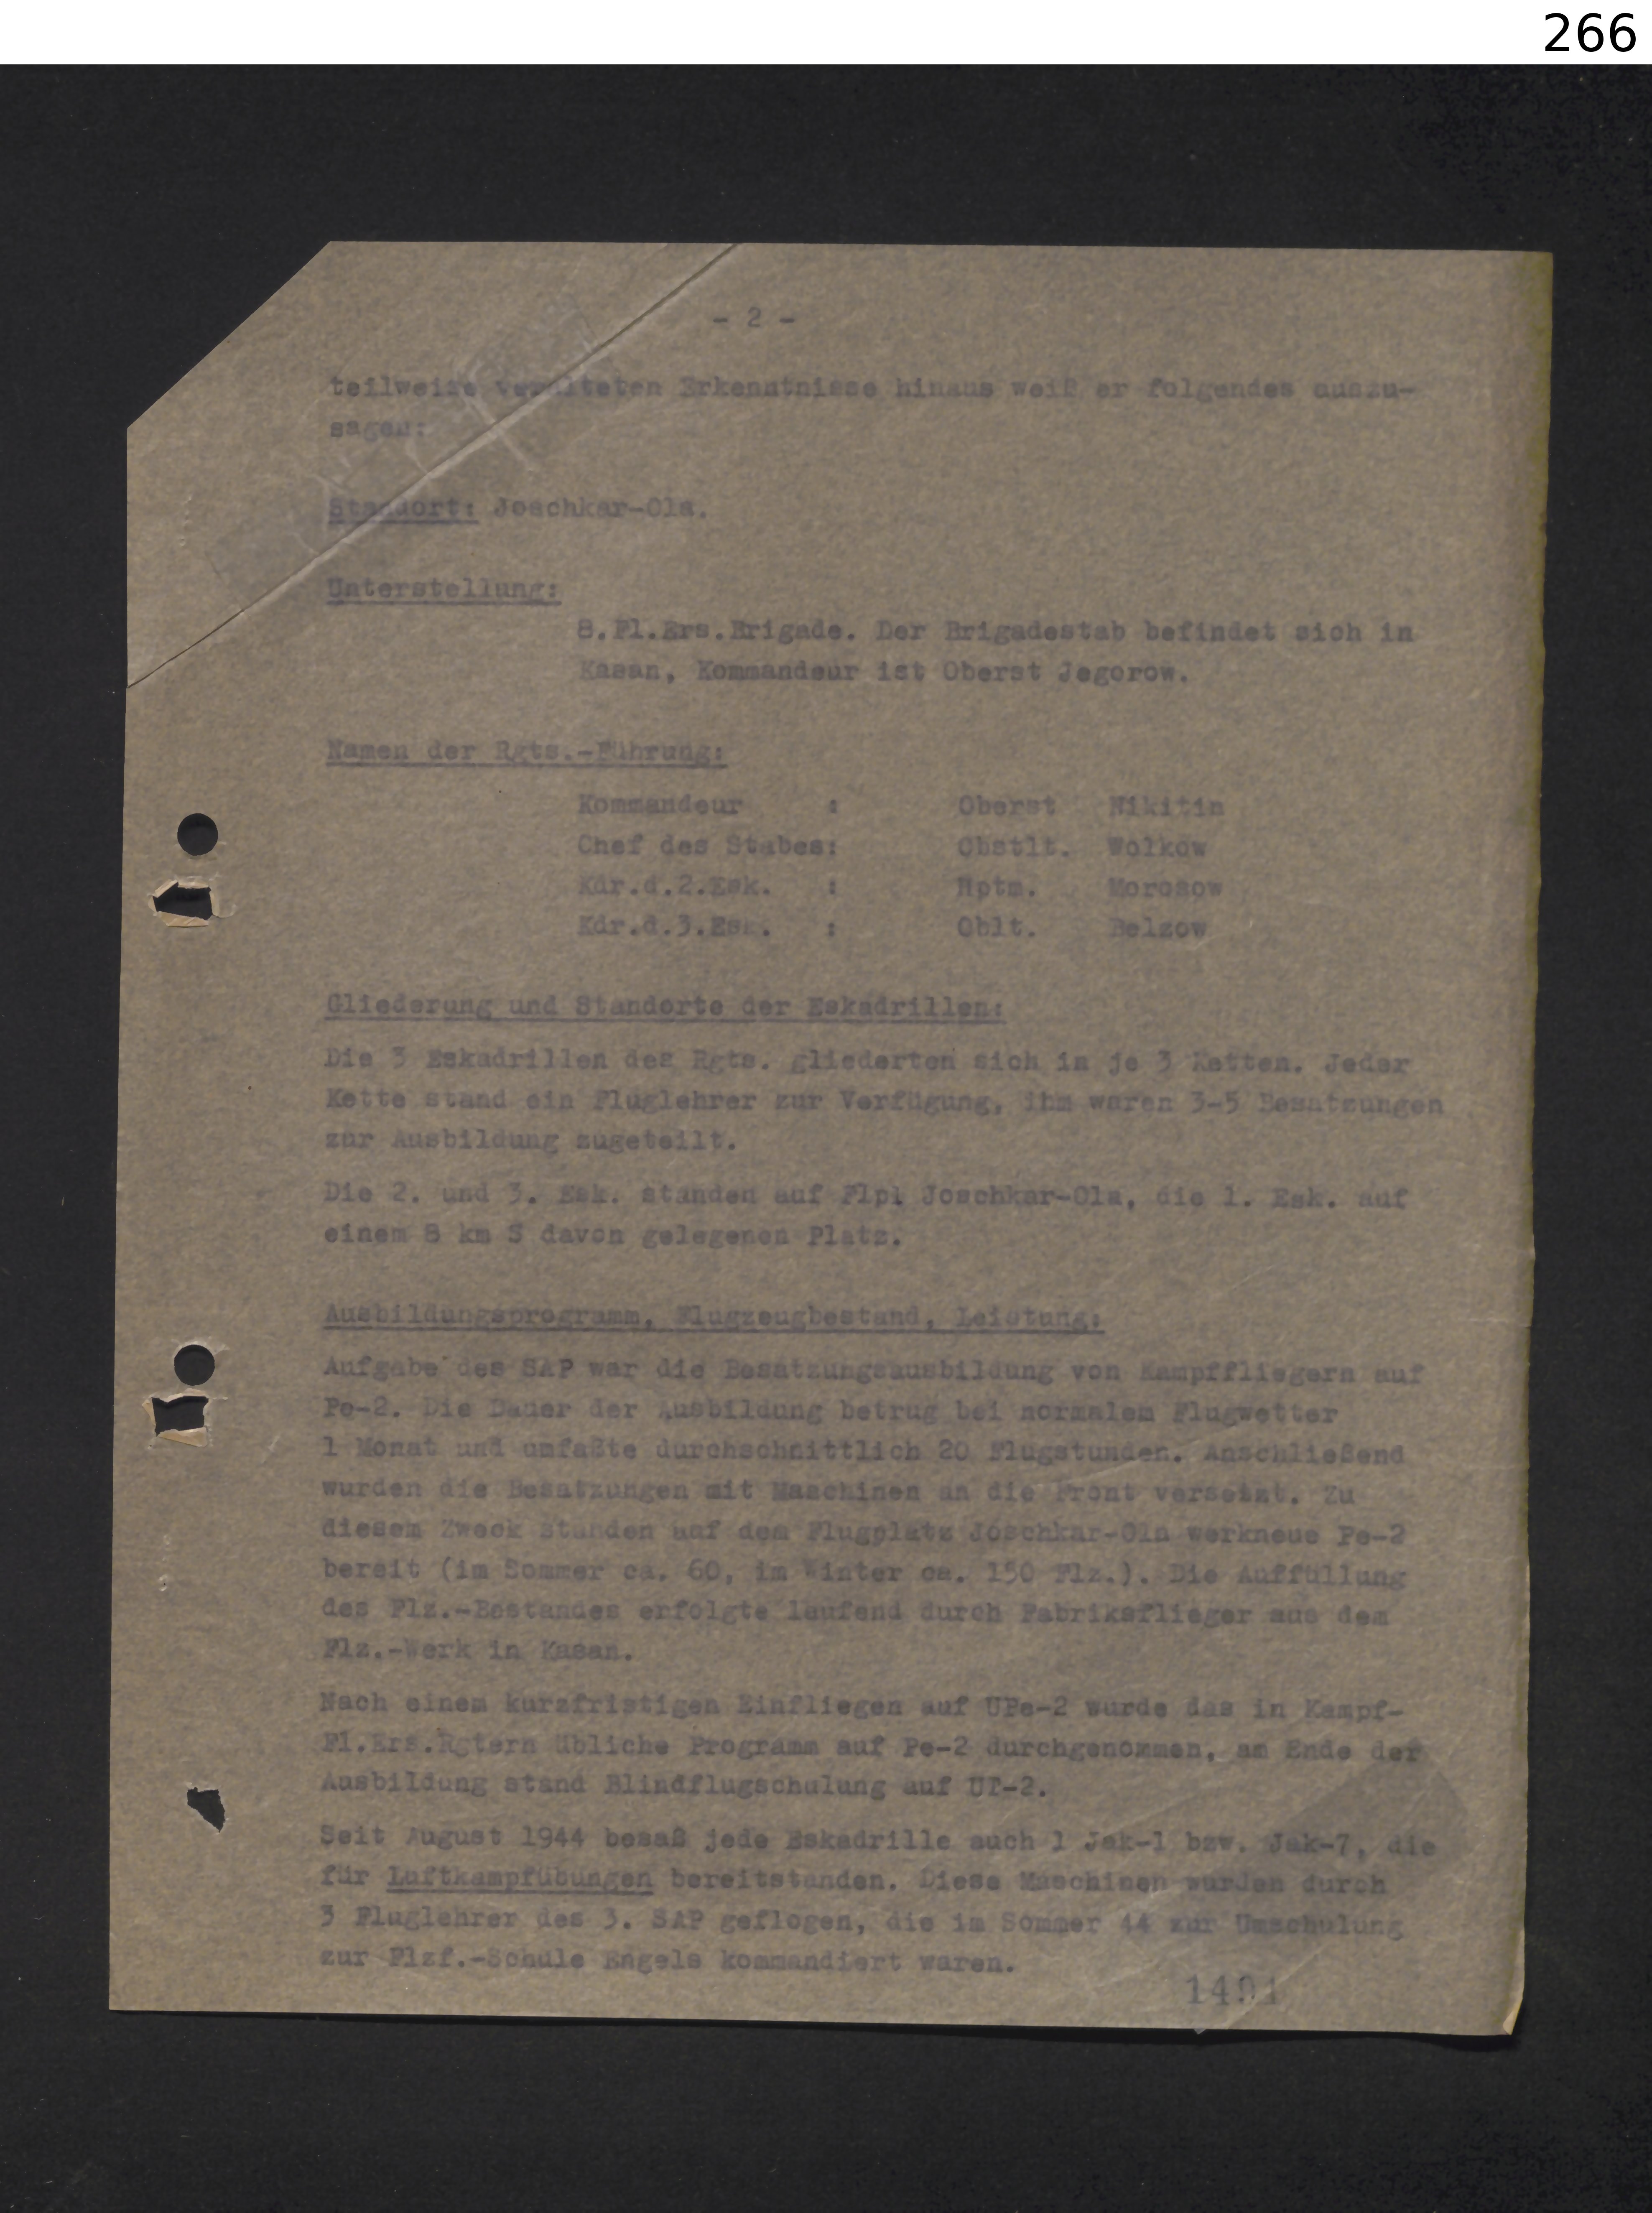 266
- 2 -
teilweise veralteten Erkenntnisse hinaus weiß er folgendes auszu-
sagen:
Standort: Joschkar-Ola.
Unterstellung:
8.Fl.Ers.Brigade. Der Brigadestab befindet sich in
Kasan, Kommandeur ist Oberst Jegorow.
Namen der Rgts.-Führung:
Kommandeur : Oberst Nikitin
Chef des Stabes: Obstlt. Wolkow
Kdr.d.2.Esk. : Hptm. Morosow
Kdr.d.3.Esk. : Oblt. Belzow
Gliederung und Standorte der Eskadrillen:
Die 3 Eskadrillen des Rgts. gliederten sich in je 3 Ketten. Jeder
Kette stand ein Fluglehrer zur Verfügung, ihm waren 3-5 Besatzungen
zur Ausbildung zugeteilt.
Die 2. und 3. Esk. standen auf Flpl Joschkar-Ola, die 1. Esk. auf
einem 8 km S davon gelegenen Platz.
Ausbildungsprogramm, Flugzeugbestand, Leistung:
Aufgabe des SAP war die Besatzungsausbildung von Kampffliegern auf
Pe-2. Die Dauer der Ausbildung betrug bei normalem Flugwetter
1 Monat und umfaßte durchschnittlich 20 Flugstunden. Anschließend
wurden die Besatzungen mit Maschinen an die Front versetzt. Zu
diesem Zweck standen auf dem Flugplatz Joschkar-Ola werkneue Pe-2
bereit (im Sommer ca. 60, im Winter ca. 150 Flz.). Die Auffüllung
des Flz.-Bestandes erfolgte laufend durch Fabriksflieger aus dem
Flz.-Werk in Kasan.
Nach einem kurzfristigen Einfliegen auf UPe-2 wurde das in Kampf-
Fl.Ers.Rgtern übliche Programm auf Pe-2 durchgenommen, am Ende der
Ausbildung stand Blindflugschulung auf UT-2.
Seit August 1944 besaß jede Eskadrille auch 1 Jak-1 bzw. Jak-7, die
für Luftkampfübungen bereitstanden. Diese Maschinen wurden durch
3 Fluglehrer des 3. SAP geflogen, die im Sommer 44 zur Umschulung
zur Flzf.-Schule Engels kommandiert waren.